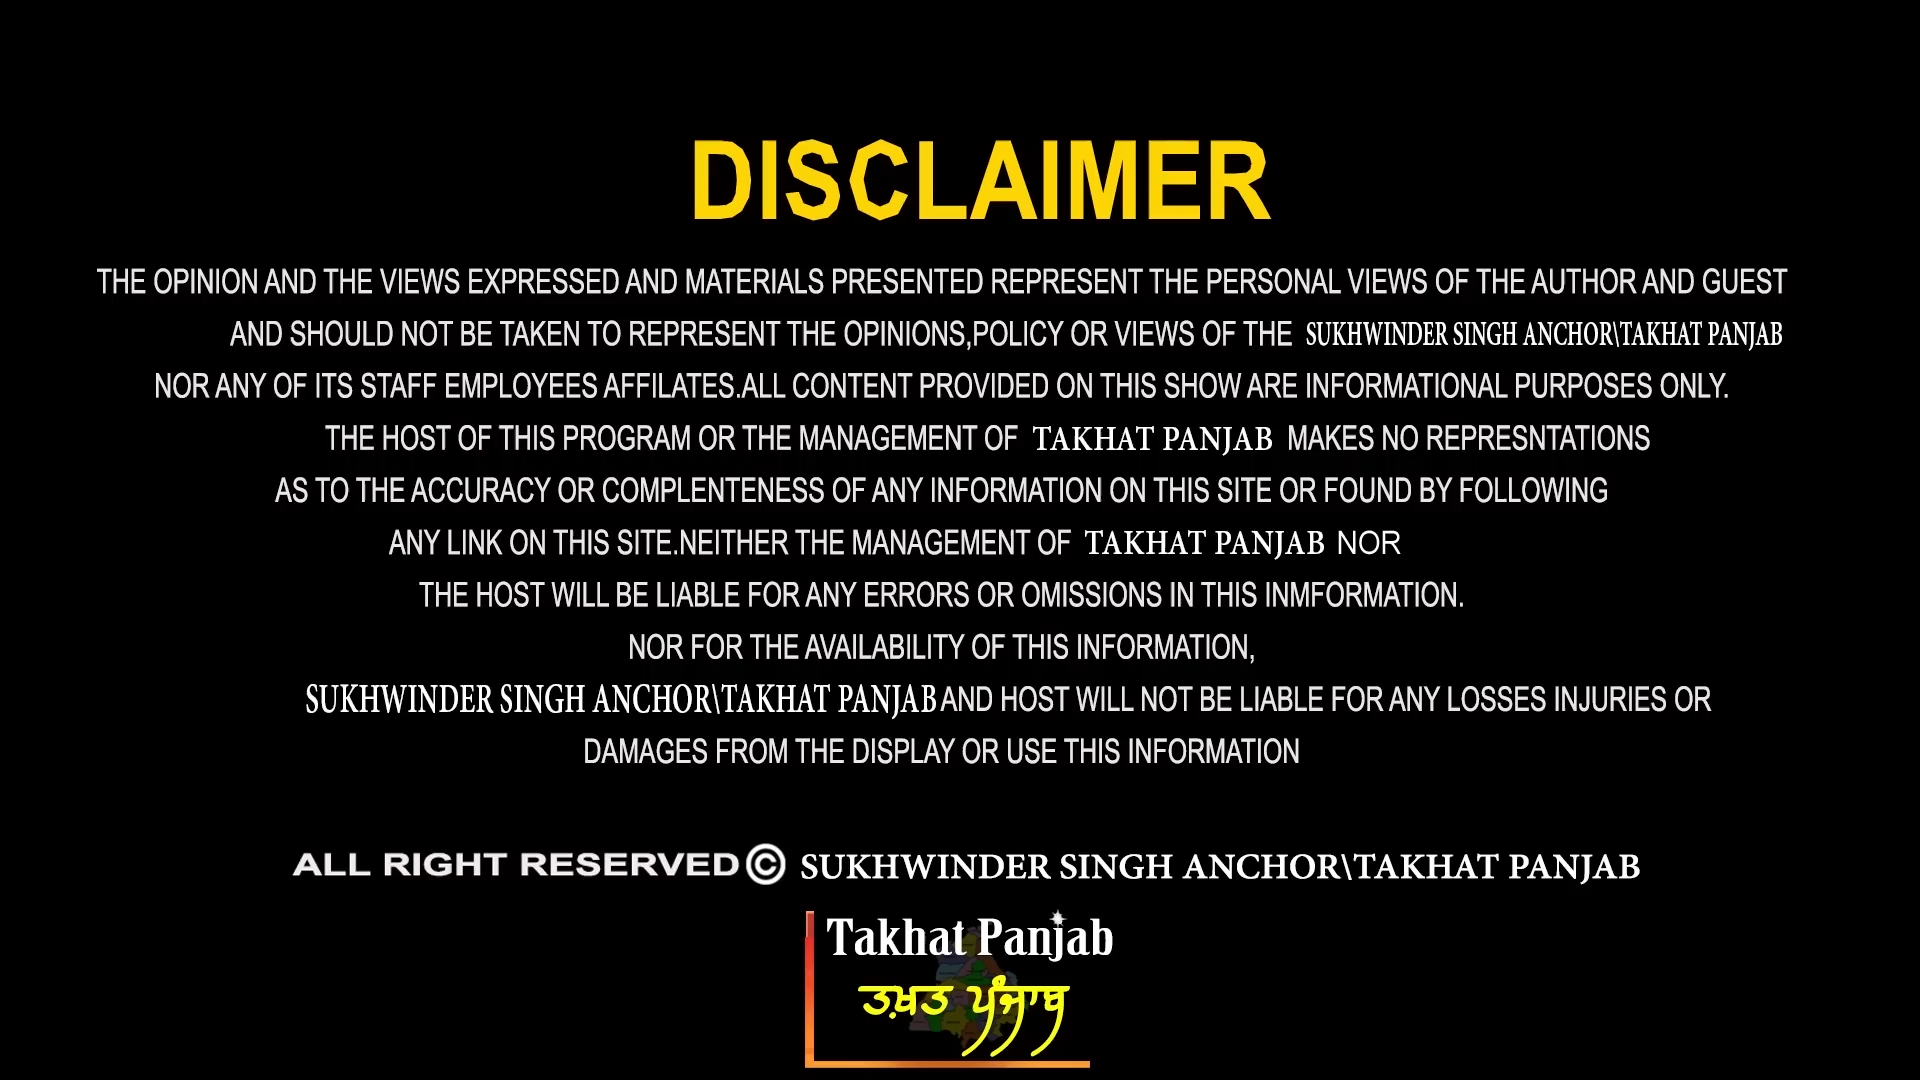 DISCLAIMER
THE OPINION AND THE VIEWS EXPRESSED AND MATERIALS PRESENTED REPRESENT THE PERSONAL VIEWS OF THE AUTHOR AND GUEST
AND SHOULD NOT BE TAKEN TO REPRESENT THE OPINIONS,POLICY OR VIEWS OF THE SUKHWINDER SINGH ANCHOR\TAKHAT PANJAB
NOR ANY OF ITS STAFF EMPLOYEES AFFILATES.ALL CONTENT PROVIDED ON THIS SHOW ARE INFORMATIONAL PURPOSES ONLY.
THE HOST OF THIS PROGRAM OR THE MANAGEMENT OF TAKHAT PANJAB MAKES NO REPRESNTATIONS
AS TO THE ACCURACY OR COMPLENTENESS OF ANY INFORMATION ON THIS SITE OR FOUND BY FOLLOWING
ANY LINK ON THIS SITE.NEITHER THE MANAGEMENT OF TAKHAT PANJAB NOR
THE HOST WILL BE LIABLE FOR ANY ERRORS OR OMISSIONS IN THIS INMFORMATION.
NOR FOR THE AVAILABILITY OF THIS INFORMATION,
SUKHWINDER SINGH ANCHOR\TAKHAT PANJAB AND HOST WILL NOT BE LIABLE FOR ANY LOSSES INJURIES OR
DAMAGES FROM THE DISPLAY OR USE THIS INFORMATION
ALL RIGHT RESERVED © SUKHWINDER SINGH ANCHOR\TAKHAT PANJAB
Takhat Panjab
ਤਖ਼ਤ ਪੰਜਾਬ